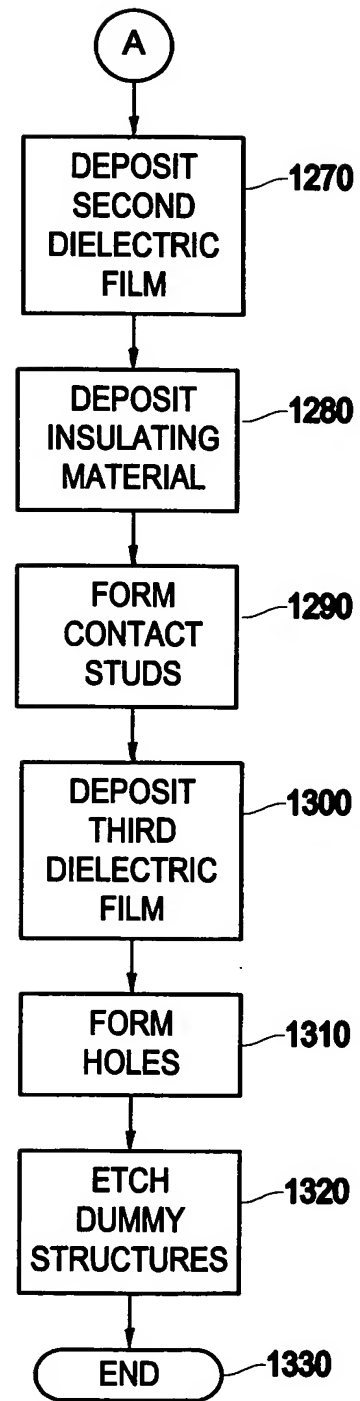 A
DEPOSIT
SECOND
DIELECTRIC
FILM
1270
DEPOSIT
INSULATING
MATERIAL
1280
FORM
CONTACT
STUDS
1290
DEPOSIT
THIRD
DIELECTRIC
FILM
1300
FORM
HOLES
1310
ETCH
DUMMY
STRUCTURES
1320
END
1330